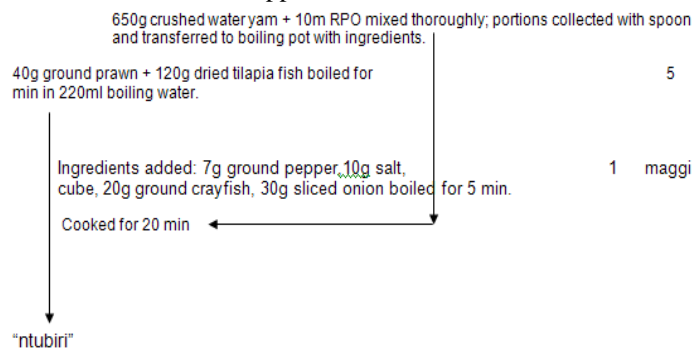 650g crushed water yam + 10m RPO mixed thoroughly; portions collected with spoon
and transferred to boiling pot with ingredients.
40g ground prawn + 120g dried tilapia fish boiled for 5
min in 220ml boiling water.
Ingredients added: 7g ground pepper,10g salt, 1 maggi
cube, 20g ground crayfish, 30g sliced onion boiled for 5 min.
Cooked for 20 min
“ntubiri”